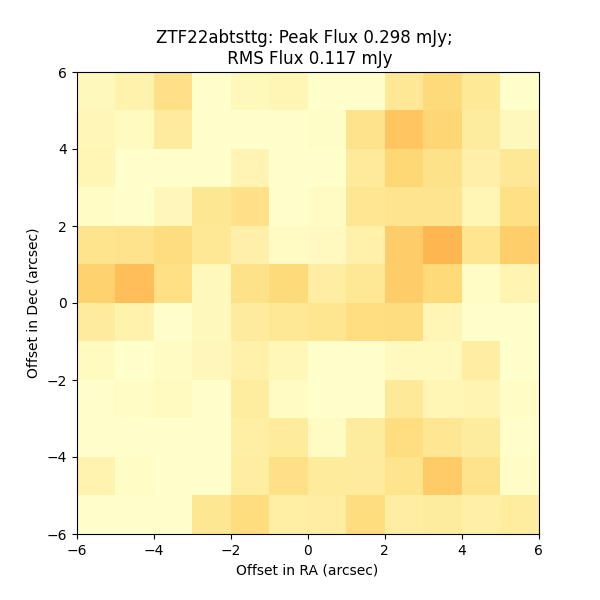 ZTF22abtsttg: Peak Flux 0.298 mJy;
RMS Flux 0.117 mJy
6
4
2
0
−2
−4
−6
Offset in Dec (arcsec)
−6 −4 −2 0 2 4 6
Offset in RA (arcsec)